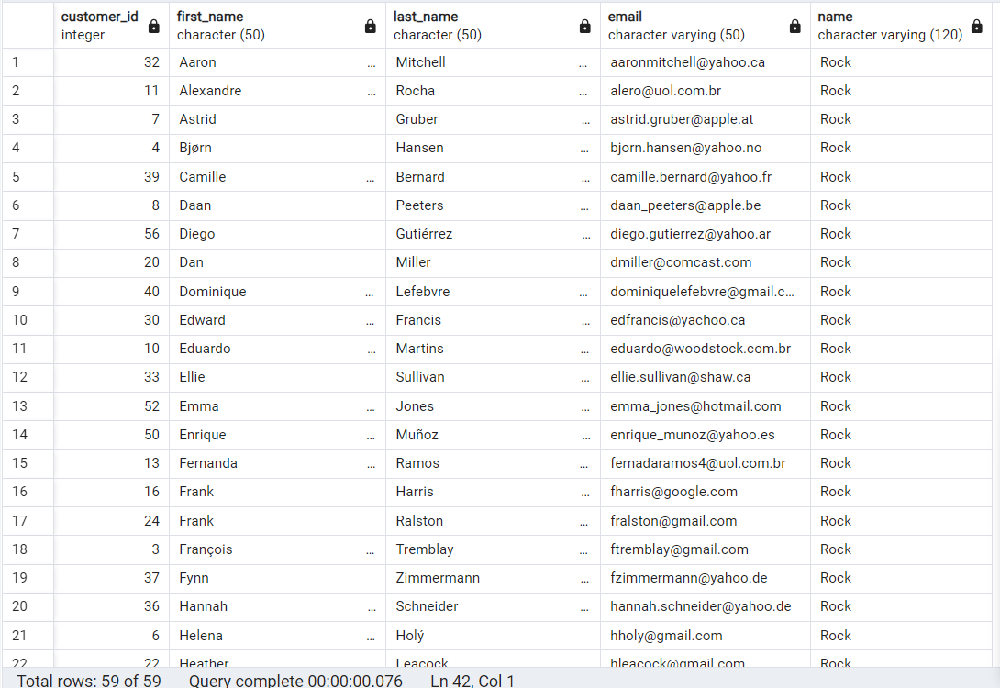 customer_id first_name last_name email name
integer character (50) character (50) character varying (50) character varying (120)
1 32 Aaron ... Mitchell ... aaronmitchell@yahoo.ca Rock
2 11 Alexandre ... Rocha ... alero@uol.com.br Rock
3 7 Astrid Gruber ... astrid.gruber@apple.at Rock
4 4 Bjørn Hansen ... bjorn.hansen@yahoo.no Rock
5 39 Camille ... Bernard ... camille.bernard@yahoo.fr Rock
6 8 Daan Peeters ... daan_peeters@apple.be Rock
7 56 Diego Gutiérrez ... diego.gutierrez@yahoo.ar Rock
8 20 Dan Miller dmiller@comcast.com Rock
9 40 Dominique ... Lefebvre ... dominiquelefebvre@gmail.c... Rock
10 30 Edward ... Francis ... edfrancis@yachoo.ca Rock
11 10 Eduardo ... Martins ... eduardo@woodstock.com.br Rock
12 33 Ellie Sullivan ... ellie.sullivan@shaw.ca Rock
13 52 Emma ... Jones ... emma_jones@hotmail.com Rock
14 50 Enrique ... Muñoz ... enrique_munoz@yahoo.es Rock
15 13 Fernanda ... Ramos ... fernadaramos4@uol.com.br Rock
16 16 Frank Harris ... fharris@google.com Rock
17 24 Frank Ralston ... fralston@gmail.com Rock
18 3 François ... Tremblay ... ftremblay@gmail.com Rock
19 37 Fynn Zimmermann ... fzimmermann@yahoo.de Rock
20 36 Hannah ... Schneider ... hannah.schneider@yahoo.de Rock
21 6 Helena ... Holý ... hholy@gmail.com Rock
22 22 Heather Leacock hleacock@gmail.com Rock
Total rows: 59 of 59 Query complete 00:00:00.076 Ln 42, Col 1